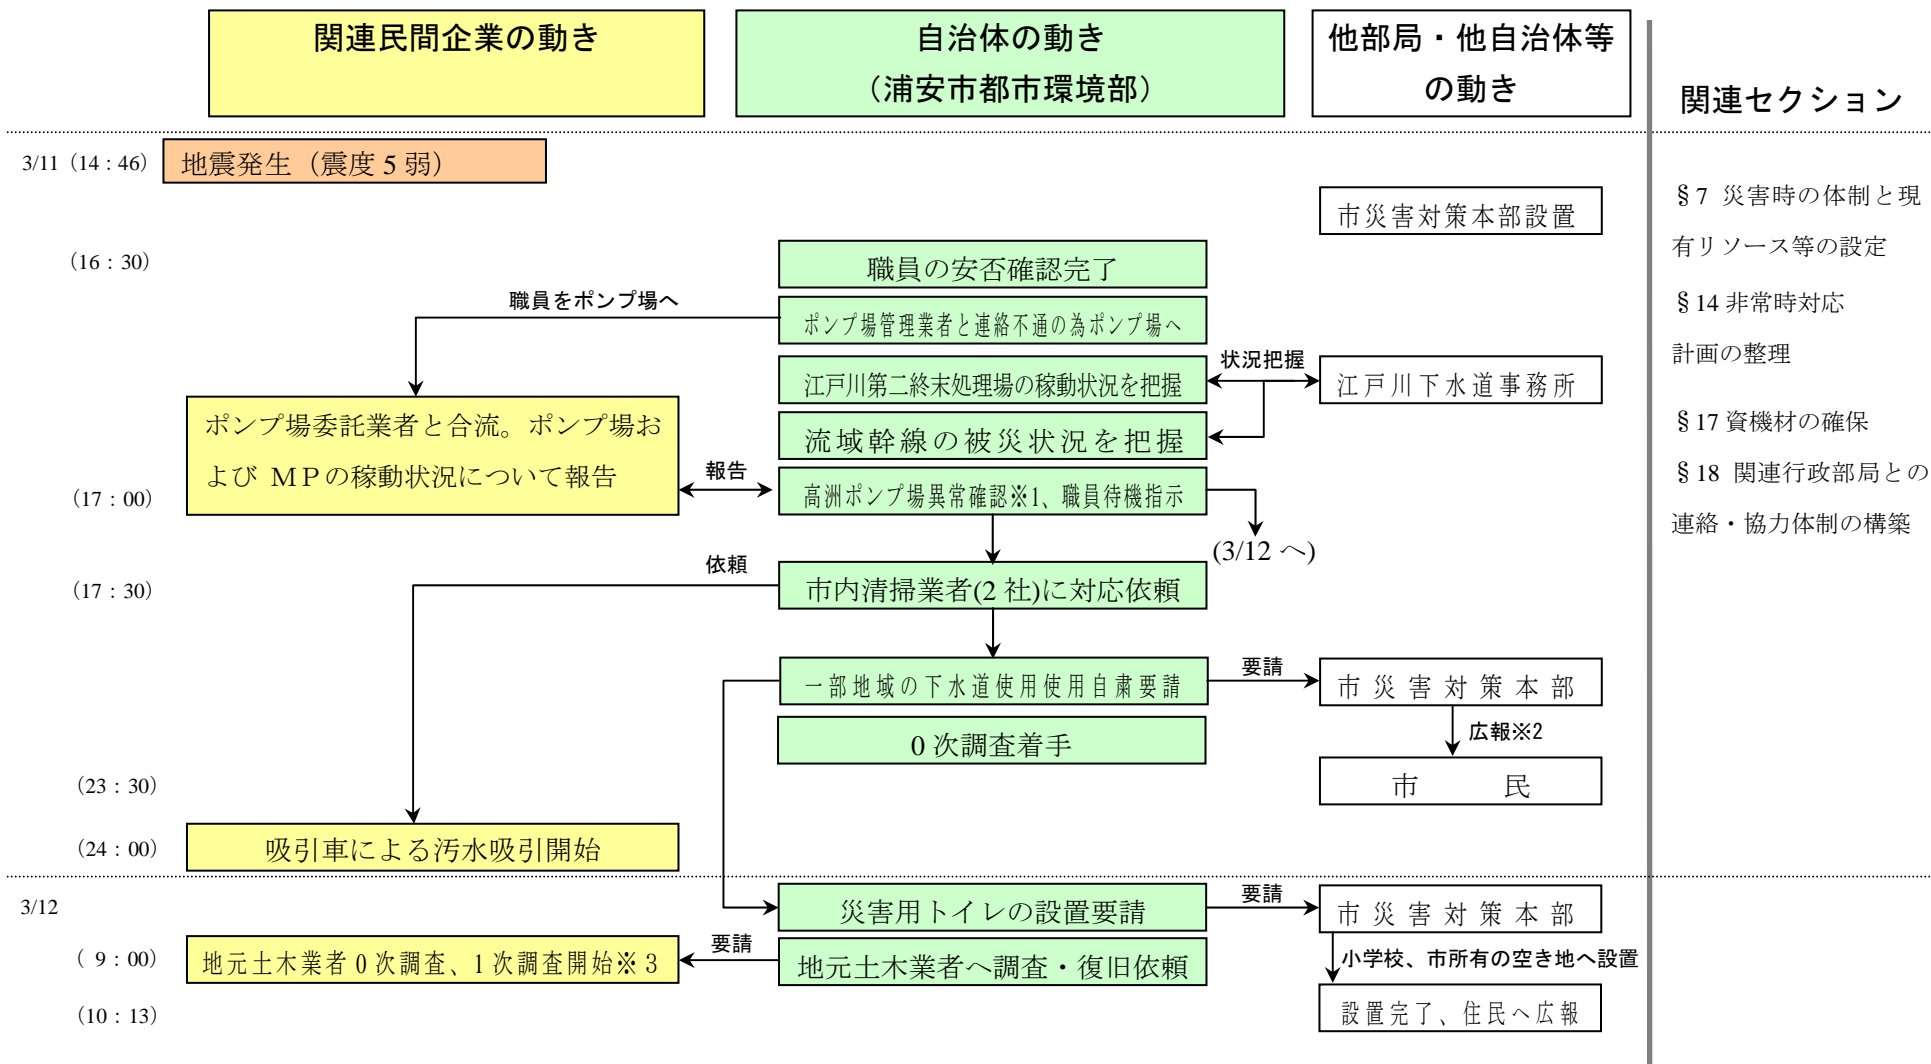 関連民間企業の動き
自治体の動き
（浦安市都市環境部）
他部局・他自治体等
の動き
関連セクション
3/11（14：46）
地震発生（震度5弱）
市災害対策本部設置
§7 災害時の体制と現
有リソース等の設定
（16：30）
職員の安否確認完了
§14 非常時対応
計画の整理
職員をポンプ場へ
ポンプ場管理業者と連絡不通の為ポンプ場へ
江戸川第二終末処理場の稼動状況を把握
状況把握
江戸川下水道事務所
ポンプ場委託業者と合流。ポンプ場お
よび MPの稼動状況について報告
流域幹線の被災状況を把握
§17 資機材の確保
§18 関連行政部局との
連絡・協力体制の構築
（17：00）
報告
高洲ポンプ場異常確認※1、職員待機指示
(3/12 へ)
（17：30）
依頼
市内清掃業者(2 社)に対応依頼
一部地域の下水道使用使用自粛要請
要請
市災害対策本部
0 次調査着手
広報※2
（23：30）
市 民
（24：00）
吸引車による汚水吸引開始
3/12
災害用トイレの設置要請
要請
市災害対策本部
（ 9：00）
地元土木業者 0 次調査、1 次調査開始※3
要請
地元土木業者へ調査・復旧依頼
小学校、市所有の空き地へ設置
（10：13）
設置完了、住民へ広報